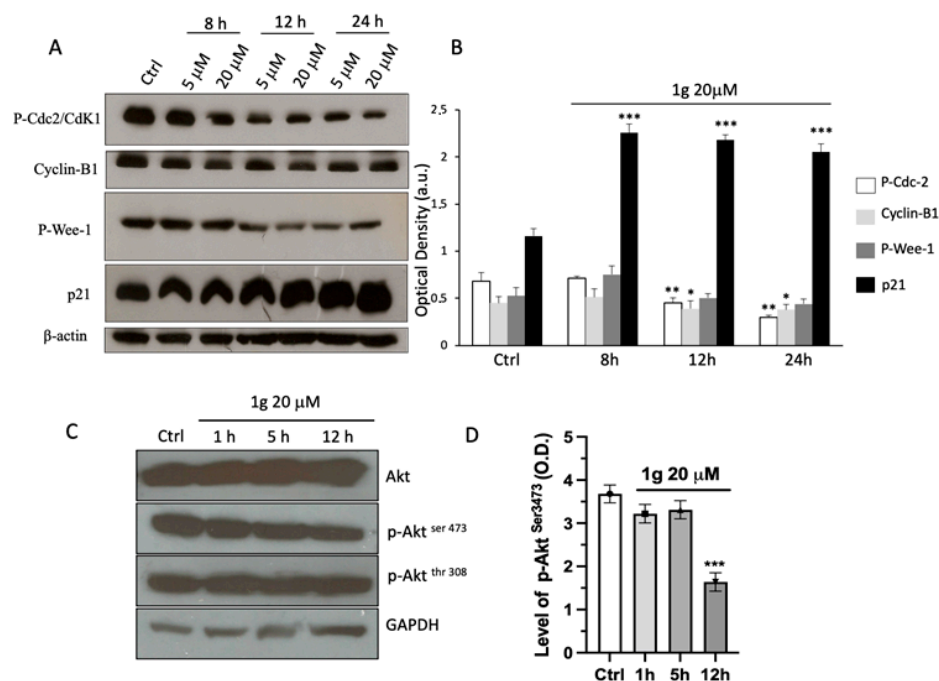 A
8 h
12 h
24 h
Ctrl
5 μM
20 μM
5 μM
20 μM
5 μM
20 μM
P-Cdc2/CdK1
Cyclin-B1
P-Wee-1
p21
β-actin
B
1g 20μM
Optical Density (a.u.)
2,5
2
1.5
1
0.5
0
***
** *
***
** *
***
Ctrl
8h
12h
24h
P-Cdc-2
Cyclin-B1
P-Wee-1
p21
C
1g 20 μM
Ctrl
1 h
5 h
12 h
Akt
p-Akt ser 473
p-Akt thr 308
GAPDH
D
Level of p-Akt Ser3473 (O.D.)
5
4
3
2
1
0
1g 20 μM
***
Ctrl
1h
5h
12h